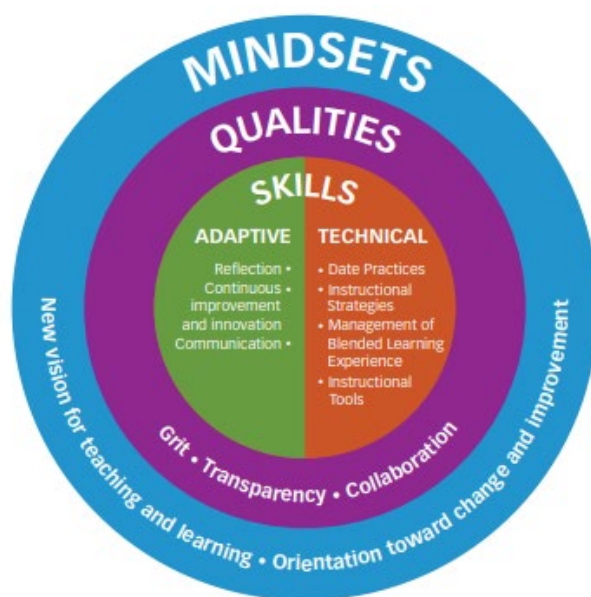 MINDSETS
QUALITIES
SKILLS
ADAPTIVE
Reflection •
Continuous •
improvement
and innovation
Communication •
TECHNICAL
• Date Practices
• Instructional
Strategies
• Management of
Blended Learning
Experience
• Instructional
Tools
Grit • Transparency • Collaboration
New vision for teaching and learning • Orientation toward change and improvement